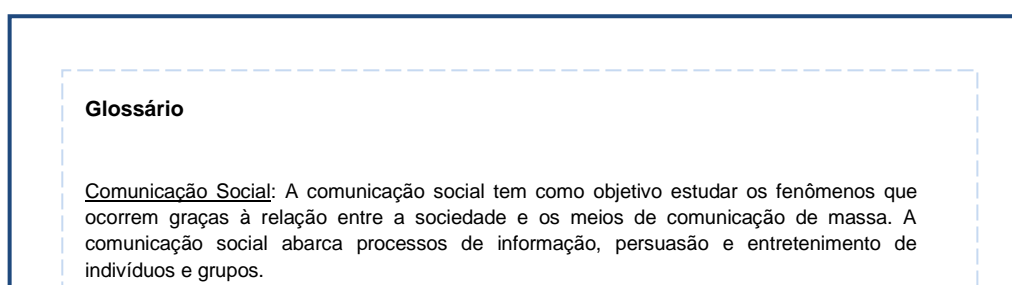 Glossário
Comunicação Social: A comunicação social tem como objetivo estudar os fenômenos que
ocorrem graças à relação entre a sociedade e os meios de comunicação de massa. A
comunicação social abarca processos de informação, persuasão e entretenimento de
indivíduos e grupos.